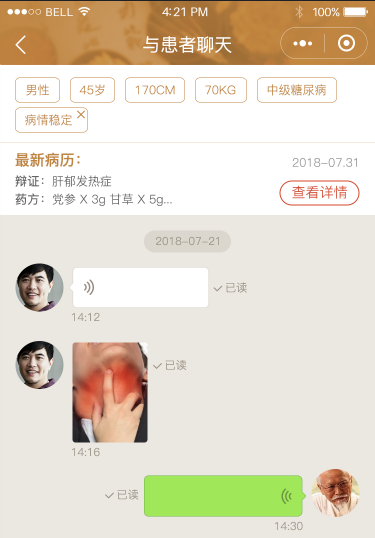 BELL 4:21 PM 100%
与患者聊天
男性 45岁 170CM 70KG 中级糖尿病
病情稳定
最新病历： 2018-07.31
辩证：肝郁发热症
药方：党参 X 3g 甘草 X 5g...
查看详情
2018-07-21
已读
14:12
已读
14:16
已读
14:30